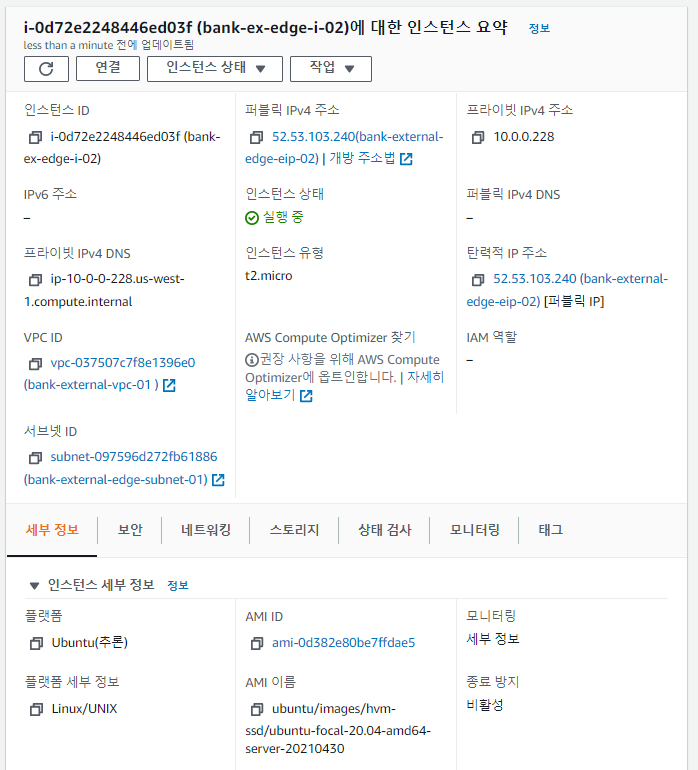 i-0d72e2248446ed03f (bank-ex-edge-i-02)에 대한 인스턴스 요약 정보
less than a minute 전에 업데이트됨
연결 인스턴스 상태 ▼ 작업 ▼
인스턴스 ID
i-0d72e2248446ed03f (bank-
ex-edge-i-02)
퍼블릭 IPv4 주소
52.53.103.240(bank-external-
edge-eip-02) | 개방 주소법
프라이빗 IPv4 주소
10.0.0.228
IPv6 주소
–
인스턴스 상태
실행 중
퍼블릭 IPv4 DNS
–
프라이빗 IPv4 DNS
ip-10-0-0-228.us-west-
1.compute.internal
인스턴스 유형
t2.micro
탄력적 IP 주소
52.53.103.240 (bank-external-
edge-eip-02) [퍼블릭 IP]
VPC ID
vpc-037507c7f8e1396e0
(bank-external-vpc-01 )
AWS Compute Optimizer 찾기
권장 사항을 위해 AWS Compute
Optimizer에 옵트인합니다. | 자세히
알아보기
IAM 역할
–
서브넷 ID
subnet-097596d272fb61886
(bank-external-edge-subnet-01)
세부 정보 보안 네트워킹 스토리지 상태 검사 모니터링 태그
▼ 인스턴스 세부 정보 정보
플랫폼
Ubuntu(추론)
AMI ID
ami-0d382e80be7ffdae5
모니터링
세부 정보
플랫폼 세부 정보
Linux/UNIX
AMI 이름
ubuntu/images/hvm-
ssd/ubuntu-focal-20.04-amd64-
server-20210430
종료 방지
비활성